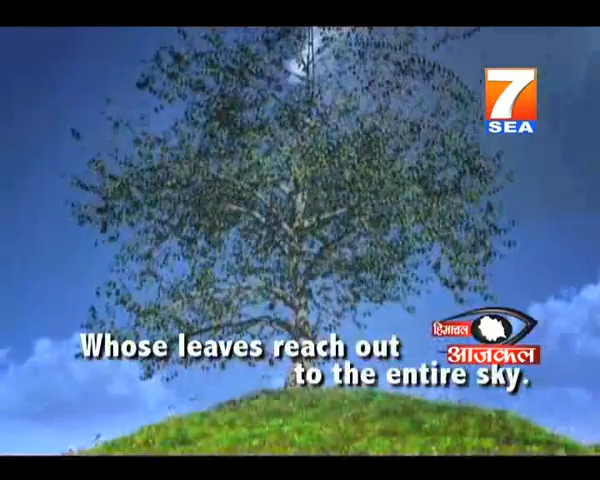 7
SEA
हिमाचल
आजकल
Whose leaves reach out
to the entire sky.